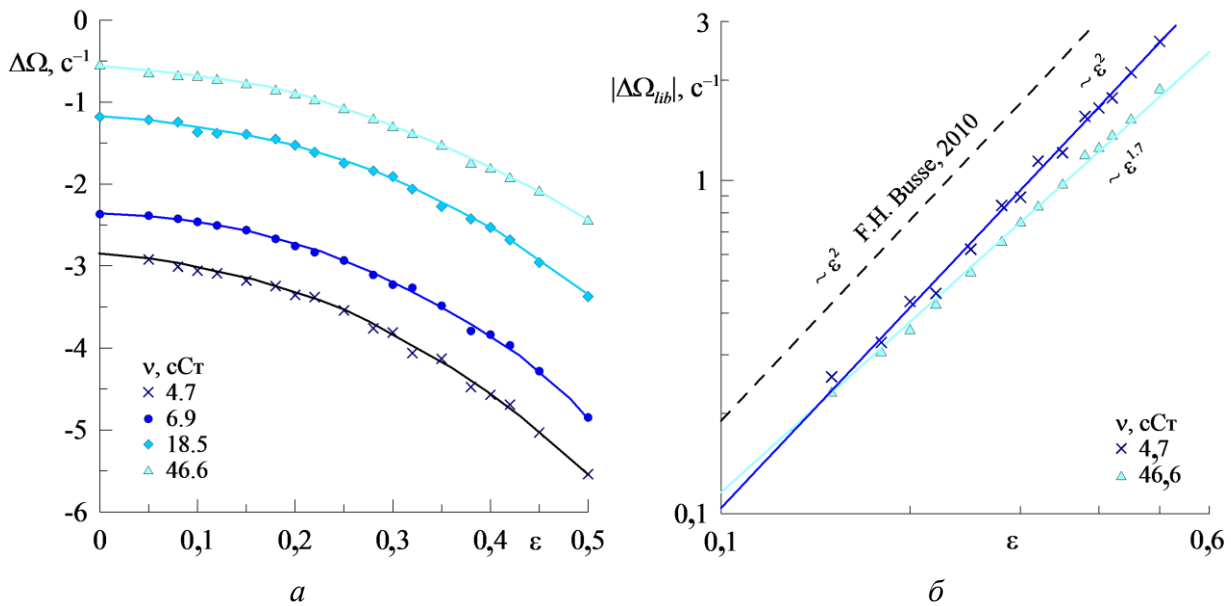 0
ΔΩ, с⁻¹
-1
-2
-3
-4
-5
-6
ν, сСт
4.7
6.9
18.5
46.6
0
0,1
0,2
0,3
0,4
ε
0,5
а
3
|ΔΩ_lib|, с⁻¹
1
0,1
~ ε²
F.H. Busse, 2010
~ ε²
~ ε^1.7
ν, сСт
4,7
46,6
0,1
ε
0,6
б